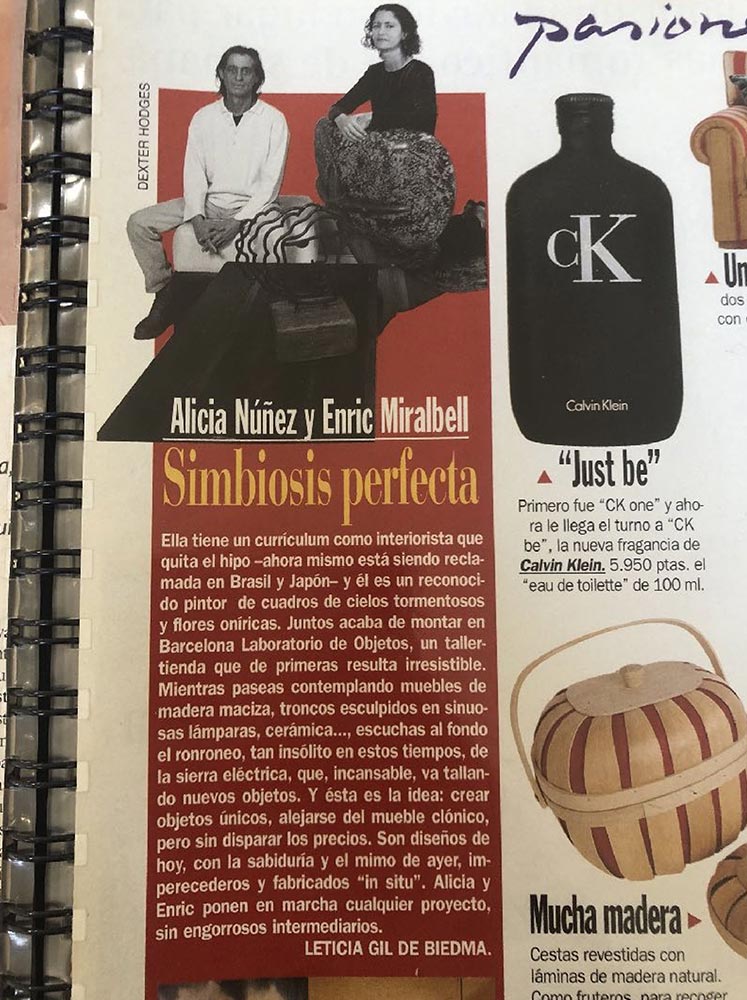 pasion
DEXTER HODGES
Alicia Núñez y Enric Miralbell
Simbiosis perfecta
Ella tiene un currículum como interiorista que
quita el hipo –ahora mismo está siendo recla-
mada en Brasil y Japón– y él es un reconoci-
do pintor de cuadros de cielos tormentosos
y flores oníricas. Juntos acaba de montar en
Barcelona Laboratorio de Objetos, un taller-
tienda que de primeras resulta irresistible.
Mientras paseas contemplando muebles de
madera maciza, troncos esculpidos en sinuo-
sas lámparas, cerámica..., escuchas al fondo
el ronroneo, tan insólito en estos tiempos, de
la sierra eléctrica, que, incansable, va tallan-
do nuevos objetos. Y ésta es la idea: crear
objetos únicos, alejarse del mueble clónico,
pero sin disparar los precios. Son diseños de
hoy, con la sabiduría y el mimo de ayer, im-
perecederos y fabricados “in situ”. Alicia y
Enric ponen en marcha cualquier proyecto,
sin engorrosos intermediarios.
LETICIA GIL DE BIEDMA.
cK
Calvin Klein
“Just be”
Primero fue “CK one” y aho-
ra le llega el turno a “CK
be”, la nueva fragancia de
Calvin Klein. 5.950 ptas. el
“eau de toilette” de 100 ml.
Un
dos
con
Mucha madera
Cestas revestidas con
láminas de madera natural.
Como fruteros, para recoger